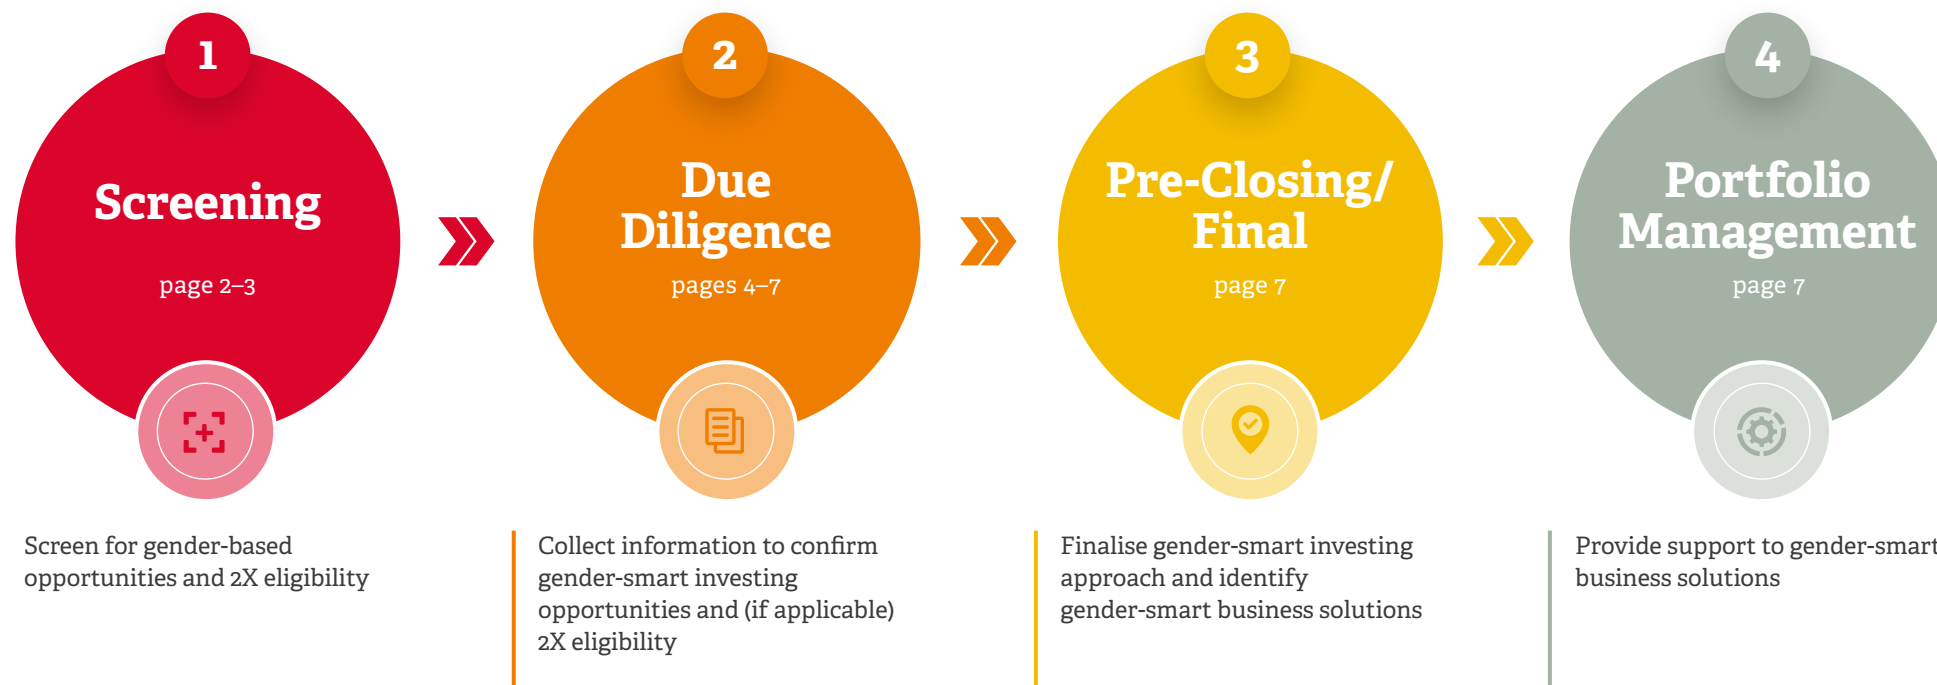 1
Screening
page 2–3
Screen for gender-based
opportunities and 2X eligibility
2
Due
Diligence
pages 4–7
Collect information to confirm
gender-smart investing
opportunities and (if applicable)
2X eligibility
3
Pre-Closing/
Final
page 7
Finalise gender-smart investing
approach and identify
gender-smart business solutions
4
Portfolio
Management
page 7
Provide support to gender-smart
business solutions